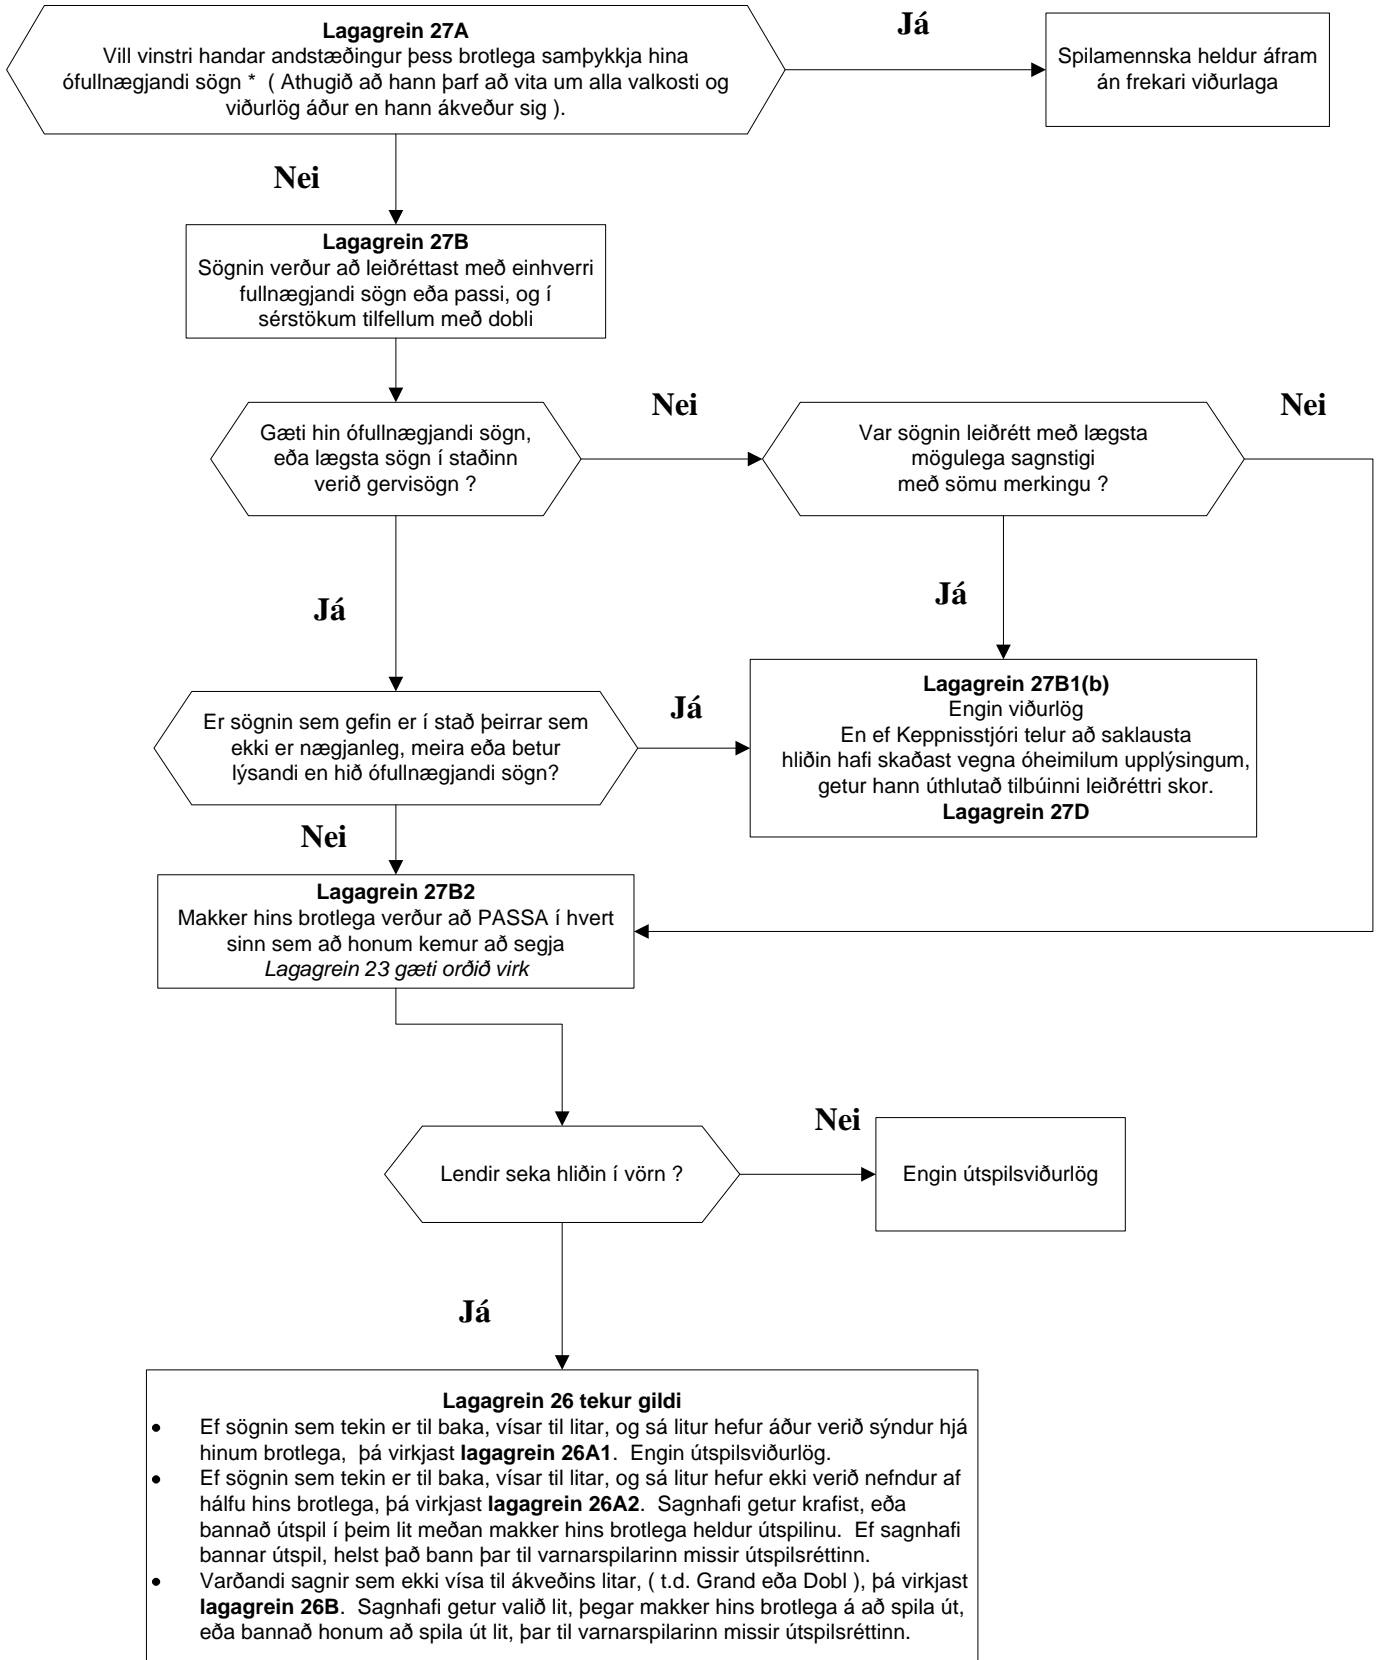 Lagagrein 27A
Vill vinstri handar andstæðingur þess brotlega samþykkja hina
ófullnægjandi sögn * ( Athugið að hann þarf að vita um alla valkosti og
viðurlög áður en hann ákveður sig ).
Já
Spilamennska heldur áfram
án frekari viðurlaga
Nei
Lagagrein 27B
Sögnin verður að leiðréttast með einhverri
fullnægjandi sögn eða passi, og í
sérstökum tilfellum með dobli
Gæti hin ófullnægjandi sögn,
eða lægsta sögn í staðinn
verið gervisögn ?
Nei
Var sögnin leiðrétt með lægsta
mögulega sagnstigi
með sömu merkingu ?
Nei
Já
Já
Er sögnin sem gefin er í stað þeirrar sem
ekki er nægjanleg, meira eða betur
lýsandi en hið ófullnægjandi sögn?
Já
Lagagrein 27B1(b)
Engin viðurlög
En ef Keppnisstjóri telur að saklausta
hliðin hafi skaðast vegna óheimilum upplýsingum,
getur hann úthlutað tilbúinni leiðréttri skor.
Lagagrein 27D
Nei
Lagagrein 27B2
Makker hins brotlega verður að PASSA í hvert
sinn sem að honum kemur að segja
Lagagrein 23 gæti orðið virk
Lendir seka hliðin í vörn ?
Nei
Engin útspilsviðurlög
Já
Lagagrein 26 tekur gildi
• Ef sögnin sem tekin er til baka, vísar til litar, og sá litur hefur áður verið sýndur hjá
hinum brotlega, þá virkjast lagagrein 26A1. Engin útspilsviðurlög.
• Ef sögnin sem tekin er til baka, vísar til litar, og sá litur hefur ekki verið nefndur af
hálfu hins brotlega, þá virkjast lagagrein 26A2. Sagnhafi getur krafist, eða
bannað útspil í þeim lit meðan makker hins brotlega heldur útspilinu. Ef sagnhafi
bannar útspil, helst það bann þar til varnarspilarinn missir útspilsréttinn.
• Varðandi sagnir sem ekki vísa til ákveðins litar, ( t.d. Grand eða Dobl ), þá virkjast
lagagrein 26B. Sagnhafi getur valið lit, þegar makker hins brotlega á að spila út,
eða bannað honum að spila út lit, þar til varnarspilarinn missir útspilsréttinn.